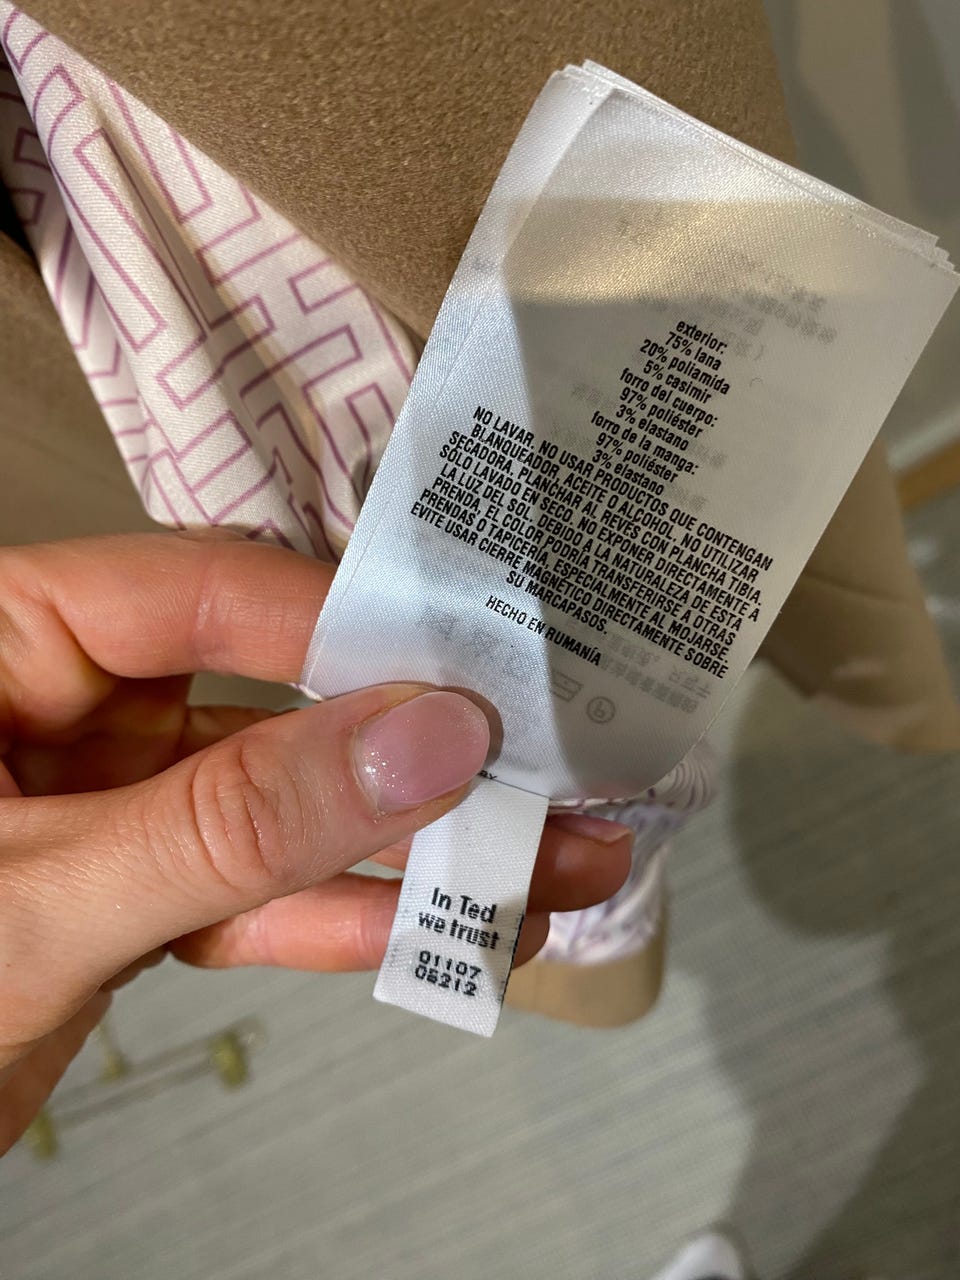 exterior:
75% lana
20% poliamida
5% casimir
forro del cuerpo:
97% poliéster
3% elastano
forro de la manga:
97% poliéster
3% elastano
NO LAVAR. NO USAR PRODUCTOS QUE CONTENGAN
BLANQUEADOR, ACEITE O ALCOHOL. NO UTILIZAR
SECADORA. PLANCHAR AL REVÉS CON PLANCHA TIBIA.
SÓLO LAVADO EN SECO. NO EXPONER DIRECTAMENTE A
LA LUZ DEL SOL. DEBIDO A LA NATURALEZA DE ESTA
PRENDA, EL COLOR PODRÍA TRANSFERIRSE A OTRAS
PRENDAS O TAPICERÍA, ESPECIALMENTE AL MOJARSE.
EVITE USAR CIERRE MAGNÉTICO DIRECTAMENTE SOBRE
SU MARCAPASOS.
HECHO EN RUMANÍA
BY
In Ted
we trust
01107
05212